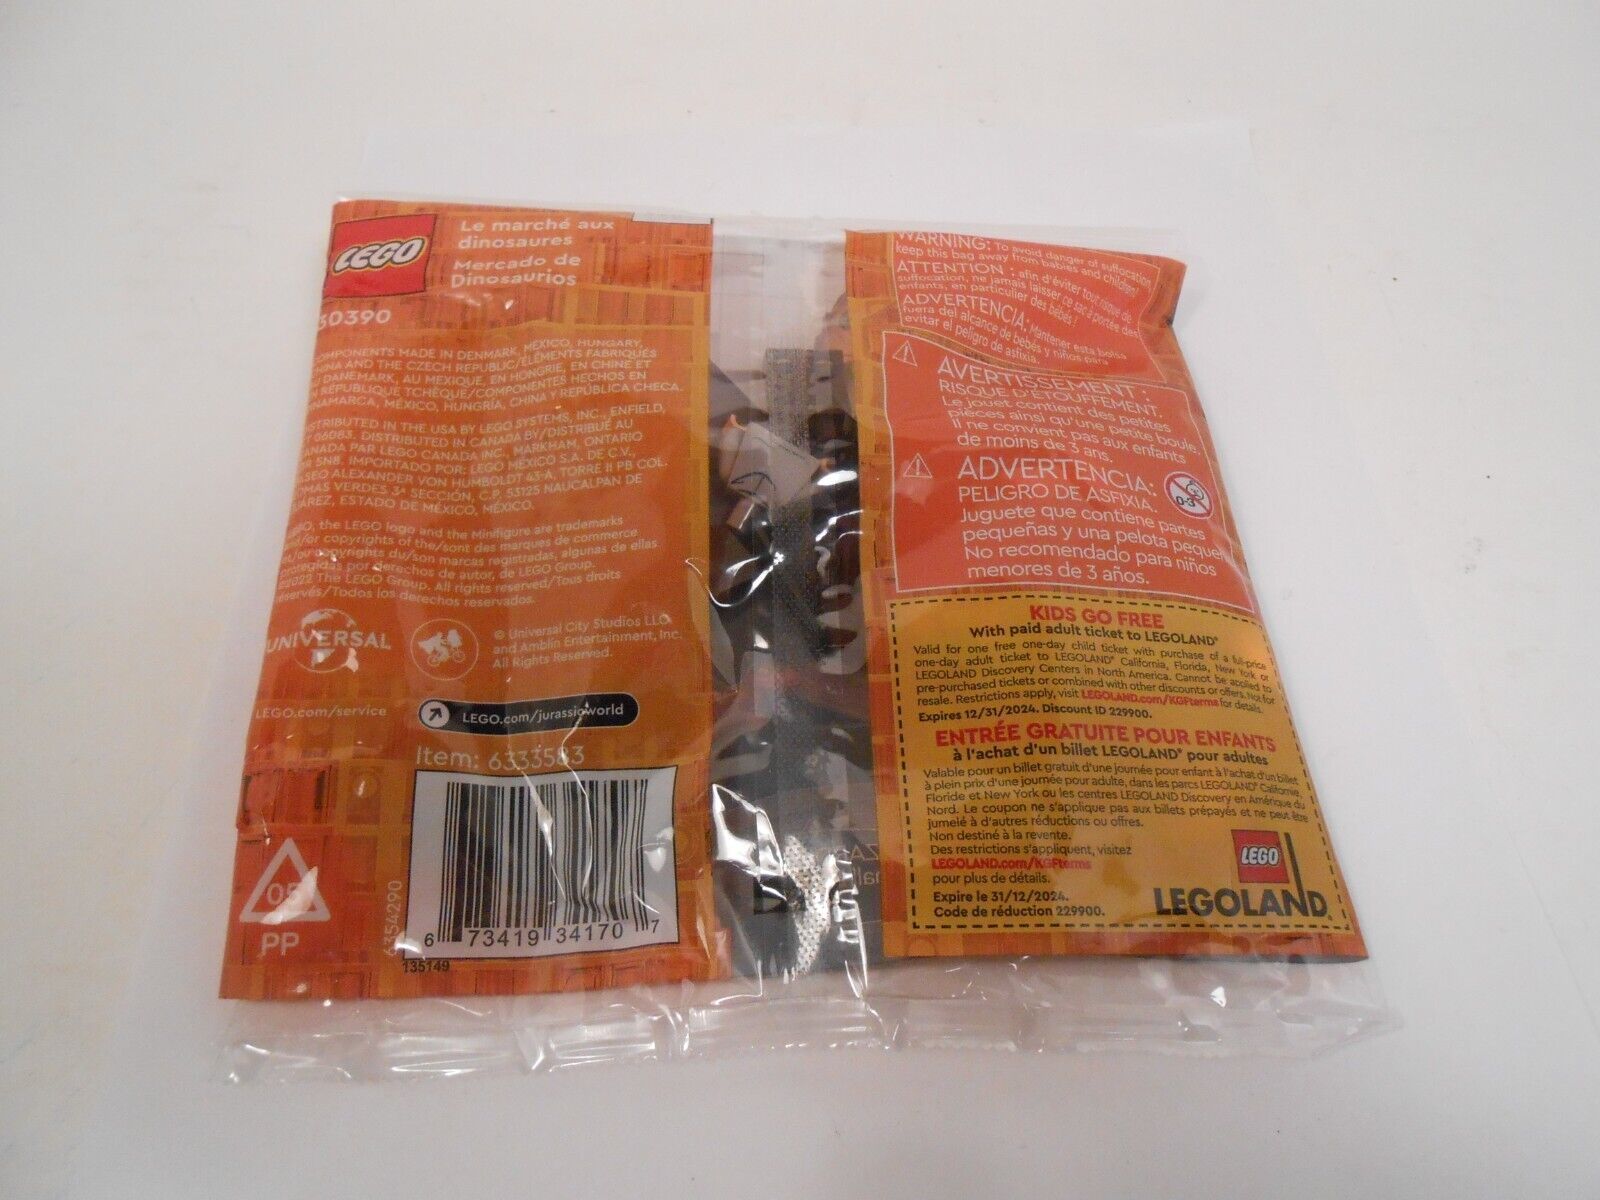 LEGO
Le marché aux
dinosaures
Mercado de
Dinosaurios
30390
COMPONENTS MADE IN DENMARK, MEXICO, HUNGARY,
CHINA AND THE CZECH REPUBLIC/ÉLÉMENTS FABRIQUÉS
DANEMARK, AU MEXIQUE, EN HONGRIE, EN CHINE ET
RÉPUBLIQUE TCHÈQUE/COMPONENTES HECHOS EN
DINAMARCA, MÉXICO, HUNGRÍA, CHINA Y REPÚBLICA CHECA.
DISTRIBUTED IN THE USA BY LEGO SYSTEMS, INC., ENFIELD,
CT 06083. DISTRIBUTED IN CANADA BY/DISTRIBUÉ AU
CANADA PAR LEGO CANADA INC., MARKHAM, ONTARIO
5N8. IMPORTADO POR: LEGO MÉXICO S.A. DE C.V.,
PASEO ALEXANDER VON HUMBOLDT 43-A, TORRE II PB COL.
LOMAS VERDES 3ª SECCIÓN, C.P. 53125 NAUCALPAN DE
JUÁREZ, ESTADO DE MÉXICO, MÉXICO.
LEGO, the LEGO logo and the Minifigure are trademarks
and/or copyrights of the/sont des marques de commerce
et/ou copyrights du/son marcas registradas, algunas de ellas
protegidas por derechos de autor, de LEGO Group.
©2022 The LEGO Group. All rights reserved/Tous droits
réservés/Todos los derechos reservados.
UNIVERSAL
© Universal City Studios LLC
and Amblin Entertainment, Inc.
All Rights Reserved.
LEGO.com/service
LEGO.com/jurassicworld
Item: 6333583
05
PP
6354290
6 73419 34170 7
135149
WARNING: To avoid danger of suffocation,
keep this bag away from babies and children!
ATTENTION : afin d'éviter tout risque de
suffocation, ne jamais laisser ce sac à portée des
enfants, en particulier des bébés !
ADVERTENCIA: Mantener esta bolsa
fuera del alcance de bebés y niños para
evitar el peligro de asfixia.
AVERTISSEMENT :
RISQUE D'ÉTOUFFEMENT.
Le jouet contient des petites
pièces ainsi qu'une petite boule.
Il ne convient pas aux enfants
de moins de 3 ans.
ADVERTENCIA:
PELIGRO DE ASFIXIA.
Juguete que contiene partes
pequeñas y una pelota peque
No recomendado para niños
menores de 3 años.
0-3
KIDS GO FREE
With paid adult ticket to LEGOLAND®
Valid for one free one-day child ticket with purchase of a full-price
one-day adult ticket to LEGOLAND® California, Florida, New York or
LEGOLAND Discovery Centers in North America. Cannot be applied to
pre-purchased tickets or combined with other discounts or offers. Not for
resale. Restrictions apply, visit LEGOLAND.com/KGFterms for details.
Expires 12/31/2024. Discount ID 229900.
ENTRÉE GRATUITE POUR ENFANTS
à l'achat d'un billet LEGOLAND® pour adultes
Valable pour un billet gratuit d'une journée pour enfant à l'achat d'un billet
à plein prix d'une journée pour adulte, dans les parcs LEGOLAND® Californie,
Floride et New York ou les centres LEGOLAND Discovery en Amérique du
Nord. Le coupon ne s'applique pas aux billets prépayés et ne peut être
jumelé à d'autres réductions ou offres.
Non destiné à la revente.
Des restrictions s'appliquent, visitez
LEGOLAND.com/KGFterms
pour plus de détails.
Expire le 31/12/2024.
Code de réduction 229900.
LEGO
LEGOLAND